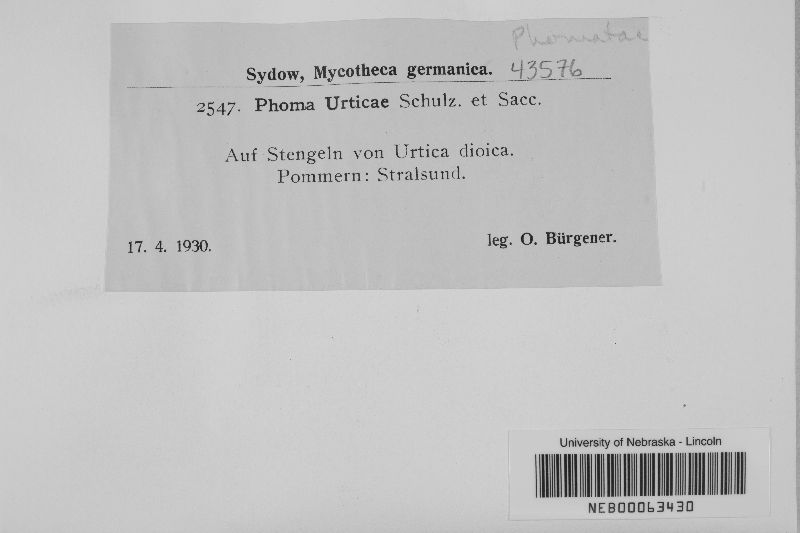 Phomatae
Sydow, Mycotheca germanica. 43576
2547. Phoma Urticae Schulz. et Sacc.
Auf Stengeln von Urtica dioica.
Pommern: Stralsund.
17. 4. 1930. leg. O. Bürgener.
University of Nebraska - Lincoln
NEB00063430